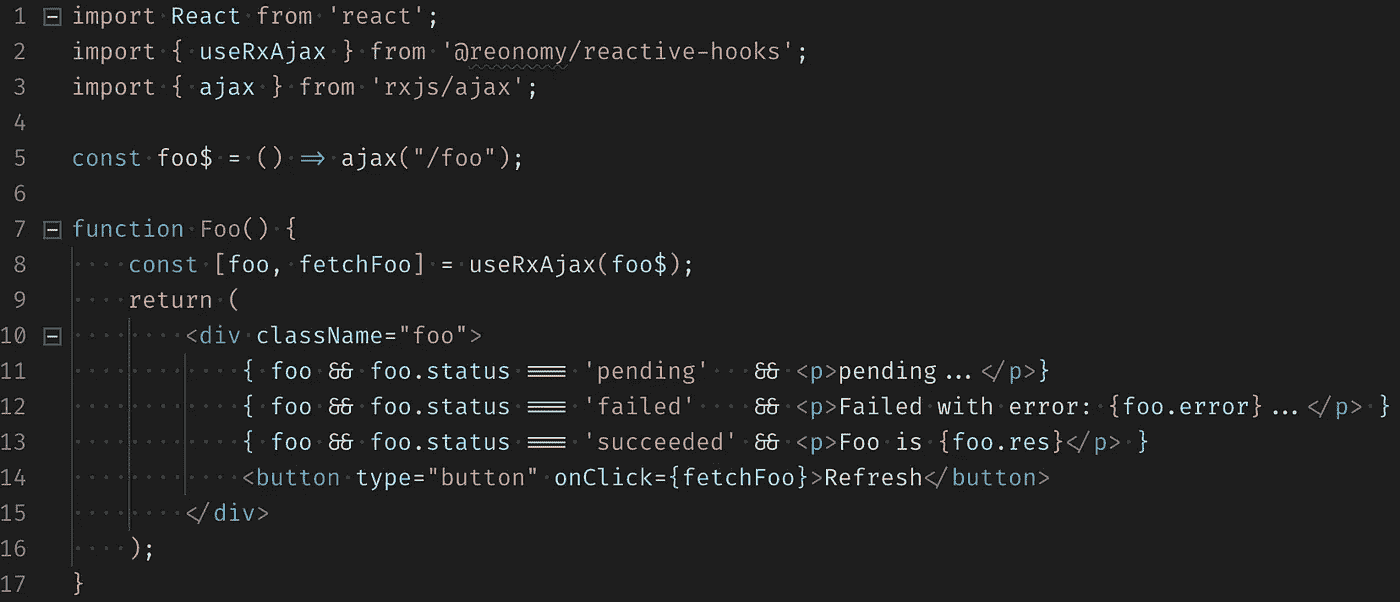 1 import React from 'react';
2 import { useRxAjax } from '@reonomy/reactive-hooks';
3 import { ajax } from 'rxjs/ajax';
4
5 const foo$ = () => ajax("/foo");
6
7 function Foo() {
8     const [foo, fetchFoo] = useRxAjax(foo$);
9     return (
10         <div className="foo">
11             { foo && foo.status === 'pending'   && <p>pending...</p>}
12             { foo && foo.status === 'failed'    && <p>Failed with error: {foo.error}...</p> }
13             { foo && foo.status === 'succeeded' && <p>Foo is {foo.res}</p> }
14             <button type="button" onClick={fetchFoo}>Refresh</button>
15         </div>
16     );
17 }